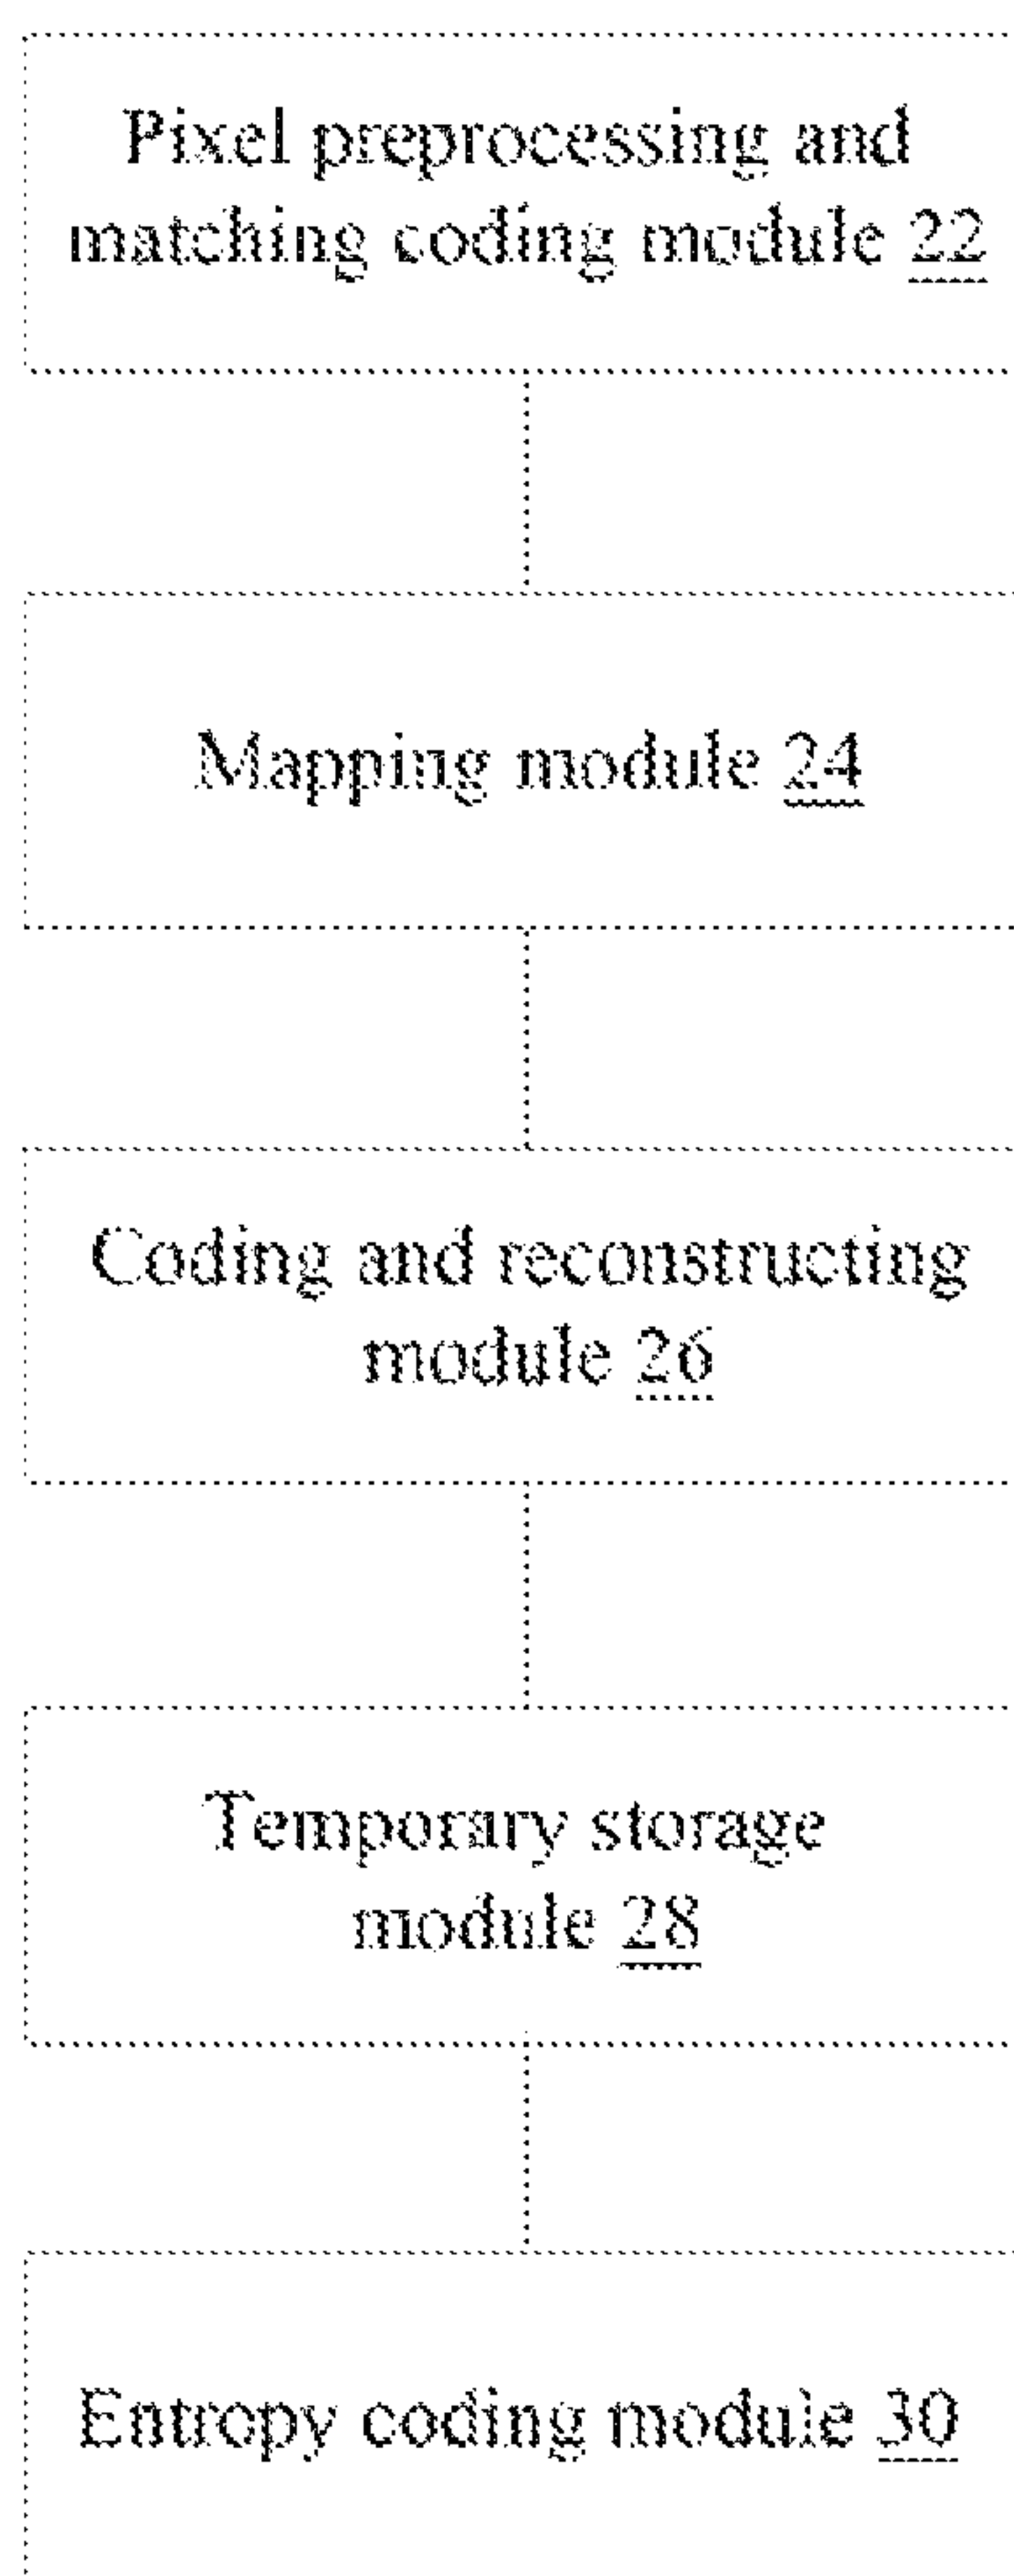 Pixel preprocessing and
matching coding module 22
Mapping module 24
Coding and reconstructing
module 26
Temporary storage
module 28
Entropy coding module 30